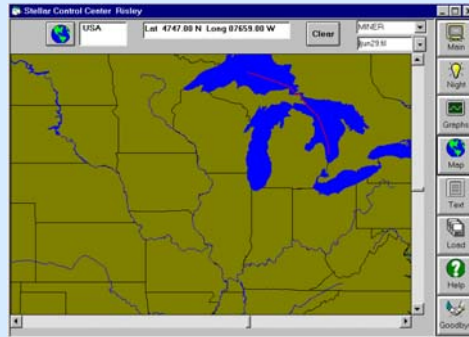 Stellar Control Center Risley
USA
Lat 4747.00 N Long 07659.00 W
Clear
MINER
Main
Night
Graphs
Map
Text
Load
Help
Goodbye